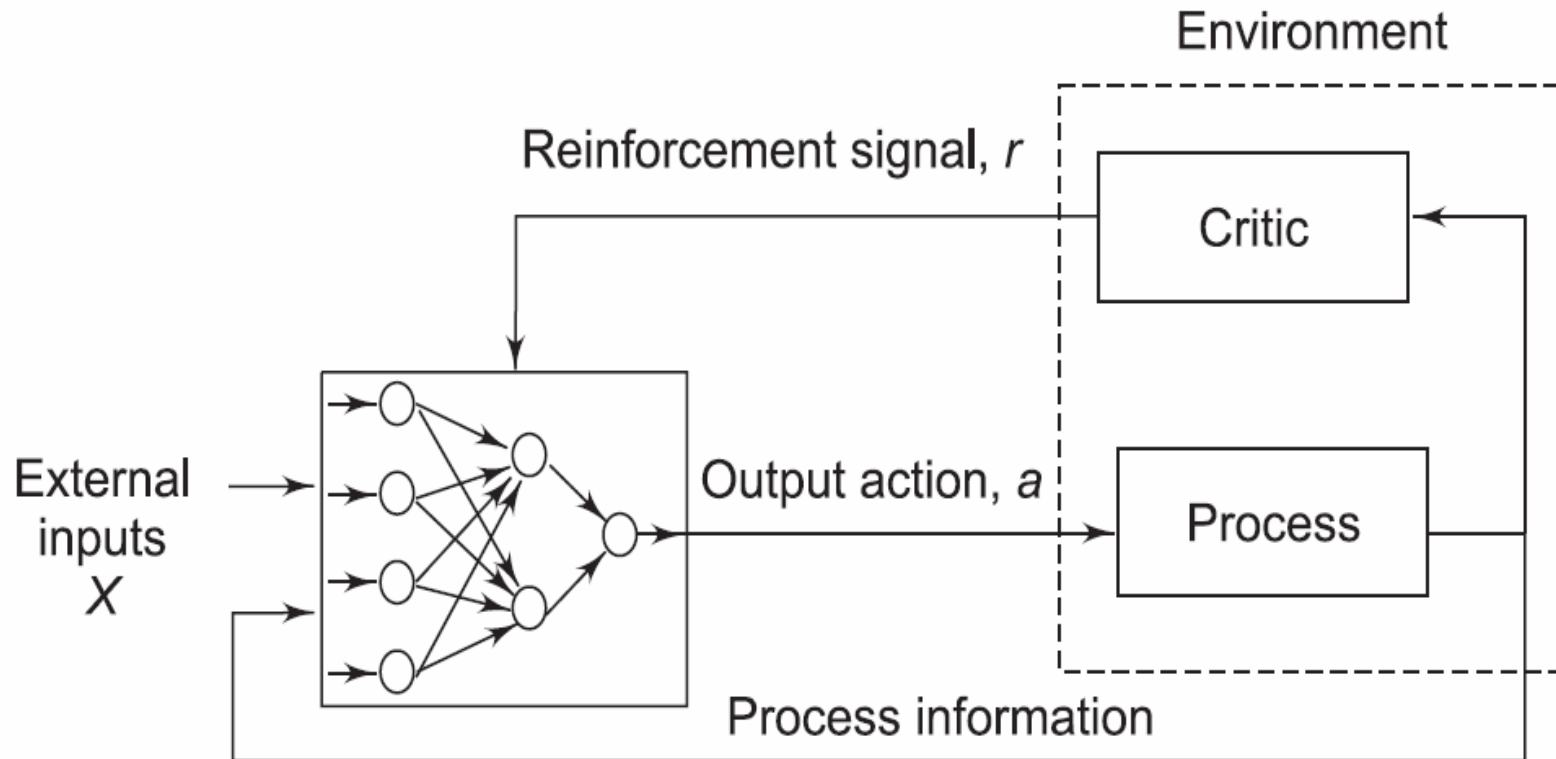 Environment
Reinforcement signal, r
Critic
External
inputs
X
Output action, a
Process
Process information